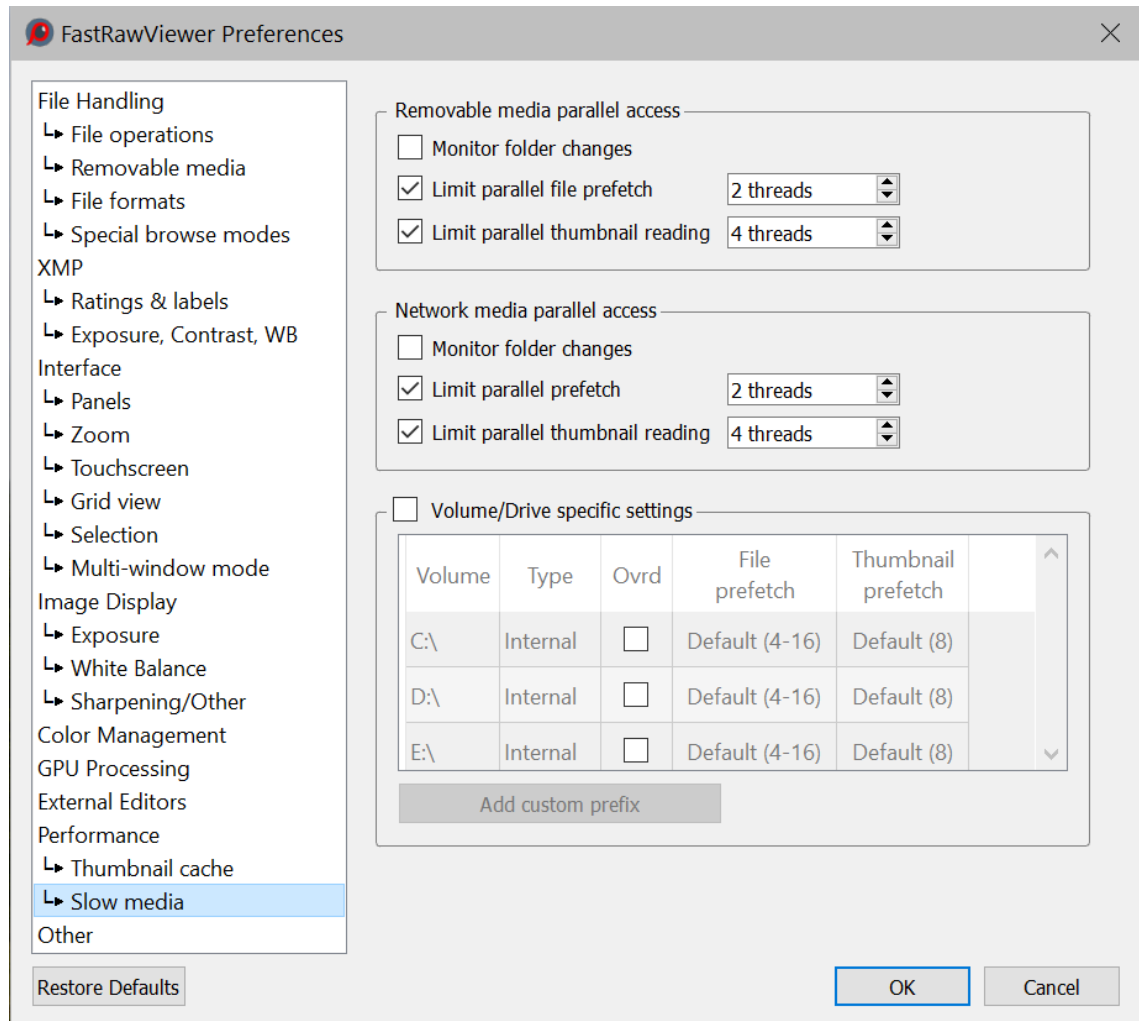 FastRawViewer Preferences
File Handling
File operations
Removable media
File formats
Special browse modes
XMP
Ratings & labels
Exposure, Contrast, WB
Interface
Panels
Zoom
Touchscreen
Grid view
Selection
Multi-window mode
Image Display
Exposure
White Balance
Sharpening/Other
Color Management
GPU Processing
External Editors
Performance
Thumbnail cache
Slow media
Other
Removable media parallel access
Monitor folder changes
Limit parallel file prefetch 2 threads
Limit parallel thumbnail reading 4 threads
Network media parallel access
Monitor folder changes
Limit parallel prefetch 2 threads
Limit parallel thumbnail reading 4 threads
Volume/Drive specific settings
Volume Type Ovrd File prefetch Thumbnail prefetch
C:\ Internal Default (4-16) Default (8)
D:\ Internal Default (4-16) Default (8)
E:\ Internal Default (4-16) Default (8)
Add custom prefix
Restore Defaults OK Cancel